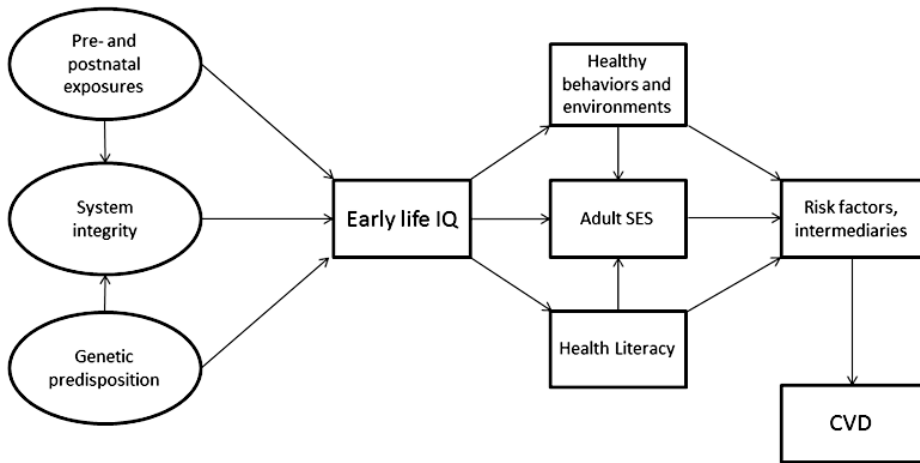 Pre- and
postnatal
exposures
Healthy
behaviors and
environments
System
integrity
Early life IQ
Adult SES
Risk factors,
intermediaries
Genetic
predisposition
Health Literacy
CVD